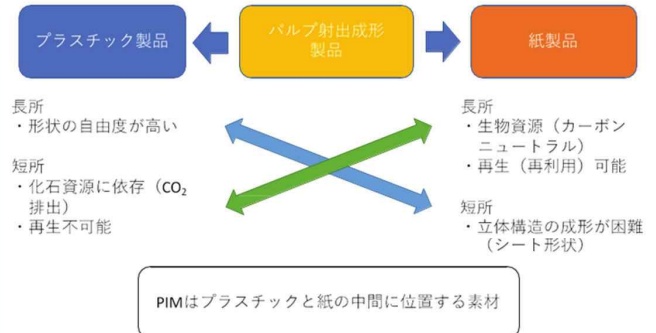 プラスチック製品
パルプ射出成形
製品
紙製品
長所
・形状の自由度が高い
短所
・化石資源に依存（CO₂
排出）
・再生不可能
長所
・生物資源（カーボン
ニュートラル）
・再生（再利用）可能
短所
・立体構造の成形が困難
（シート形状）
PIMはプラスチックと紙の中間に位置する素材